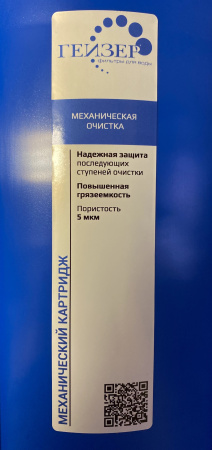 ГЕЙЗЕР
фильтры для воды
МЕХАНИЧЕСКАЯ
ОЧИСТКА
Надежная защита
последующих
ступеней очистки
Повышенная
грязеемкость
Пористость
5 мкм
МЕХАНИЧЕСКИЙ КАРТРИДЖ